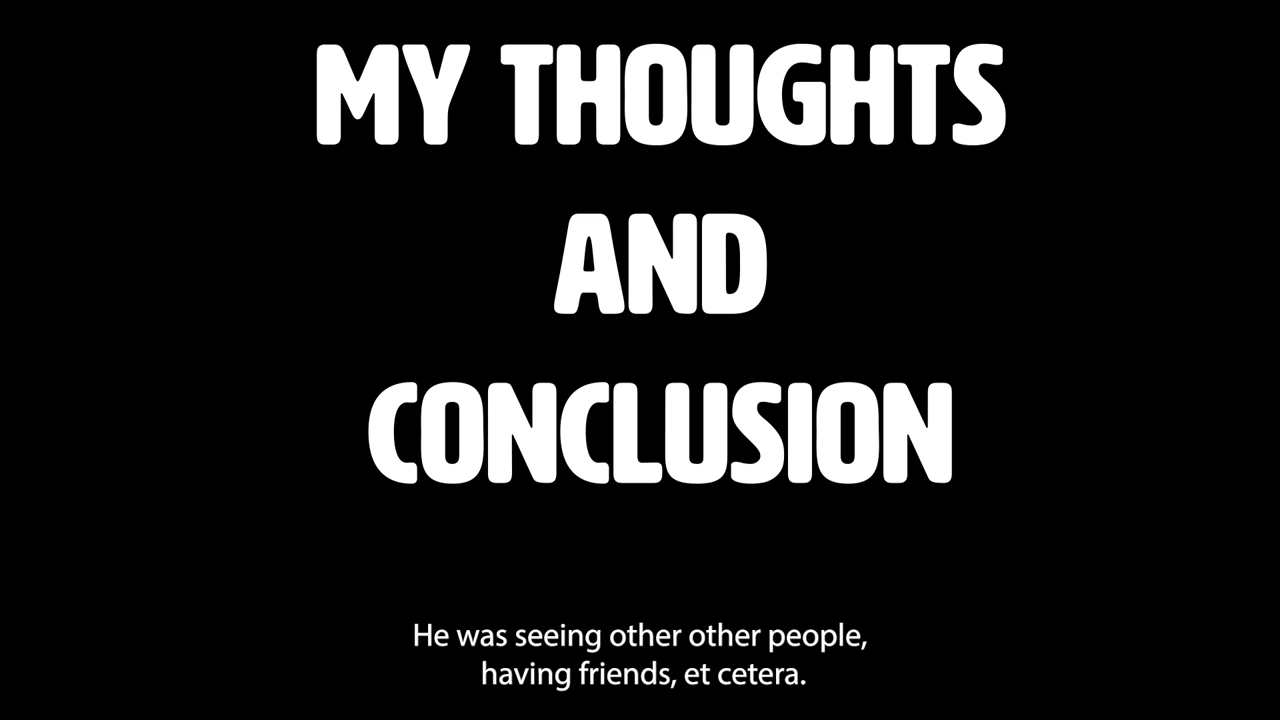 MY THOUGHTS
AND
CONCLUSION
He was seeing other other people,
having friends, et cetera.